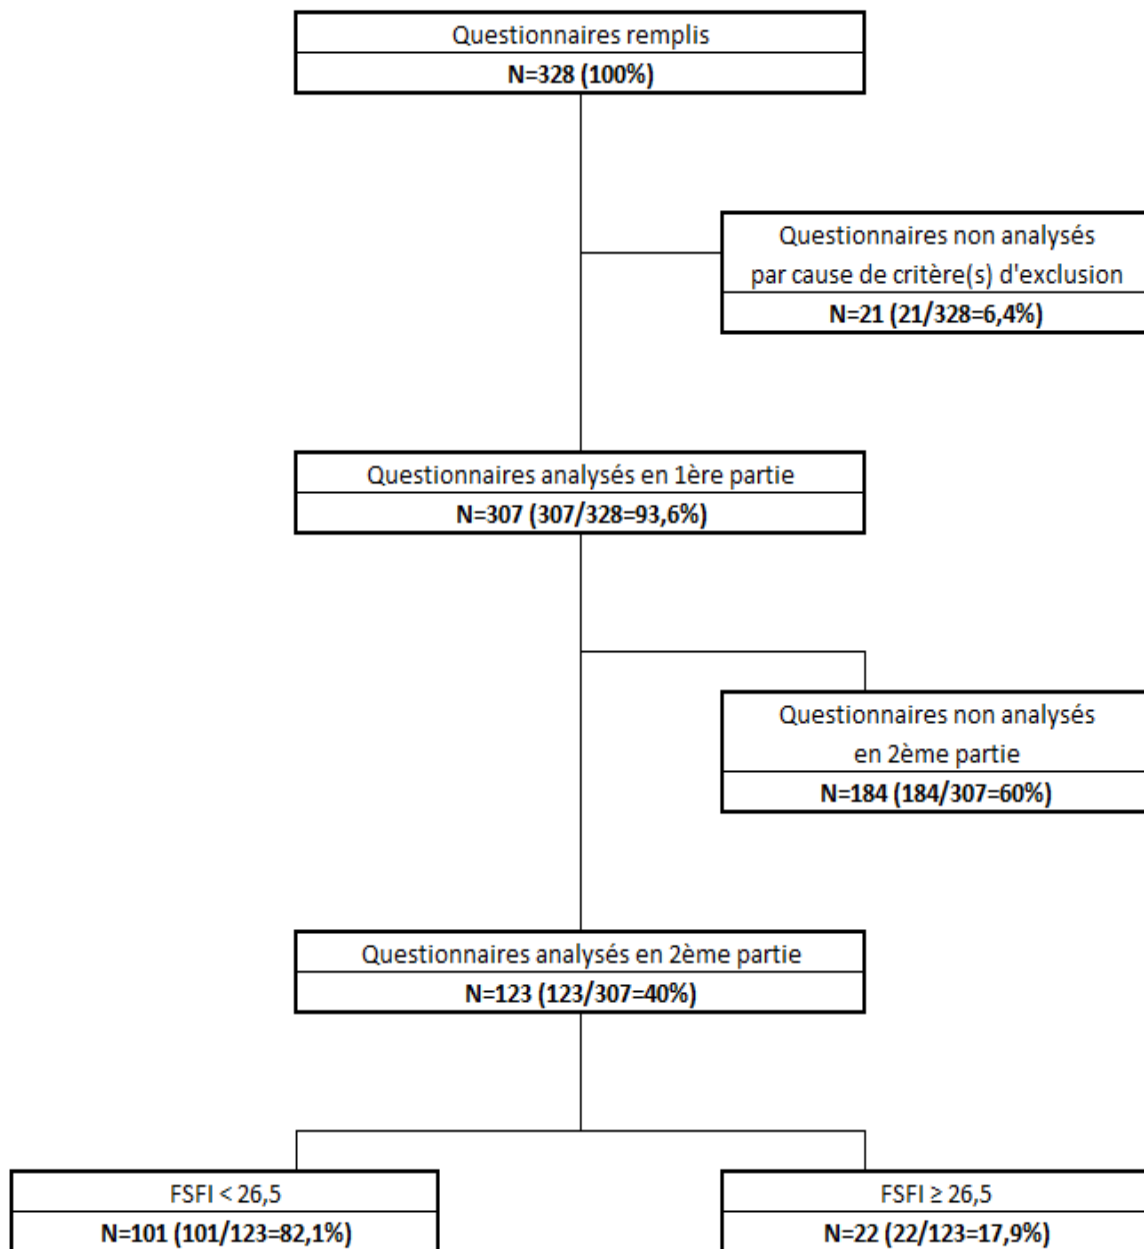 Questionnaires remplis
N=328 (100%)
Questionnaires non analysés
par cause de critère(s) d'exclusion
N=21 (21/328=6,4%)
Questionnaires analysés en 1ère partie
N=307 (307/328=93,6%)
Questionnaires non analysés
en 2ème partie
N=184 (184/307=60%)
Questionnaires analysés en 2ème partie
N=123 (123/307=40%)
FSFI < 26,5
N=101 (101/123=82,1%)
FSFI ≥ 26,5
N=22 (22/123=17,9%)